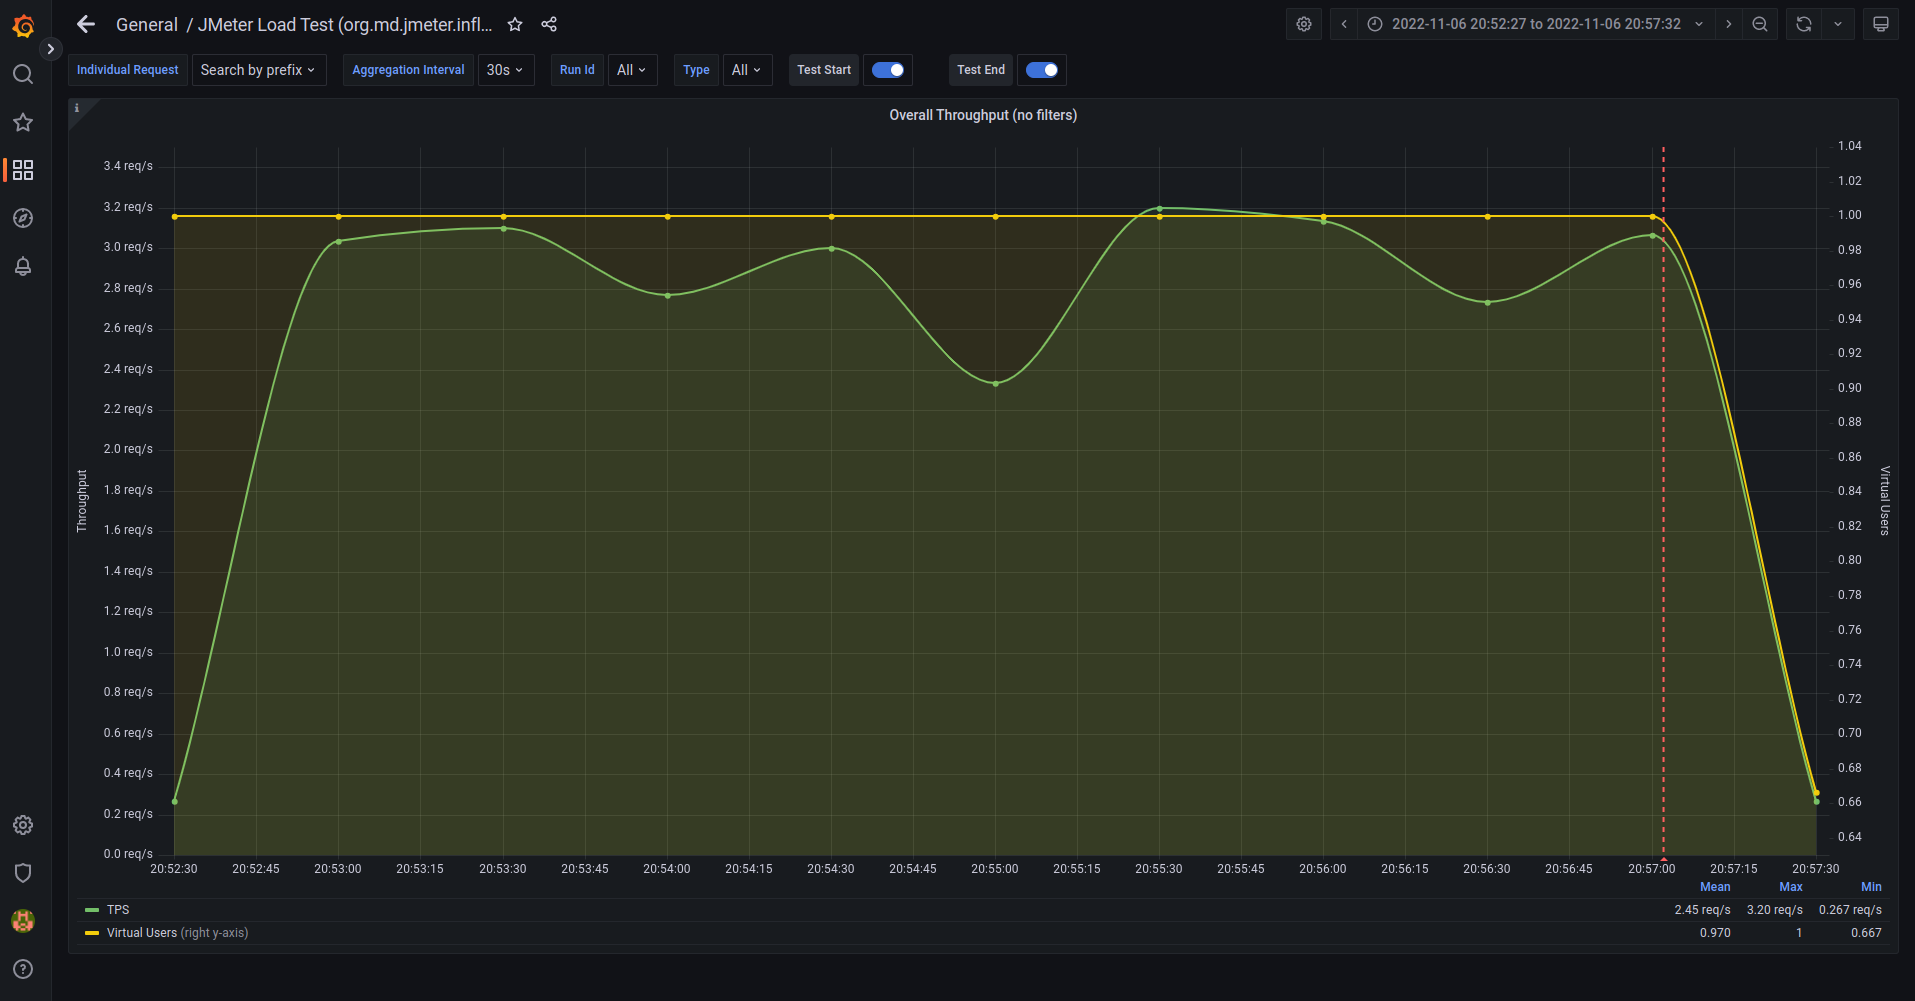 General / JMeter Load Test (org.md.jmeter.infl...
2022-11-06 20:52:27 to 2022-11-06 20:57:32
Individual Request Search by prefix Aggregation Interval 30s Run Id All Type All Test Start Test End
i
Overall Throughput (no filters)
Throughput
3.4 req/s
3.2 req/s
3.0 req/s
2.8 req/s
2.6 req/s
2.4 req/s
2.2 req/s
2.0 req/s
1.8 req/s
1.6 req/s
1.4 req/s
1.2 req/s
1.0 req/s
0.8 req/s
0.6 req/s
0.4 req/s
0.2 req/s
0.0 req/s
1.04
1.02
1.00
0.98
0.96
0.94
0.92
0.90
0.88
0.86
0.84
0.82
0.80
0.78
0.76
0.74
0.72
0.70
0.68
0.66
0.64
Virtual Users
20:52:30 20:52:45 20:53:00 20:53:15 20:53:30 20:53:45 20:54:00 20:54:15 20:54:30 20:54:45 20:55:00 20:55:15 20:55:30 20:55:45 20:56:00 20:56:15 20:56:30 20:56:45 20:57:00 20:57:15 20:57:30
Mean Max Min
TPS 2.45 req/s 3.20 req/s 0.267 req/s
Virtual Users (right y-axis) 0.970 1 0.667